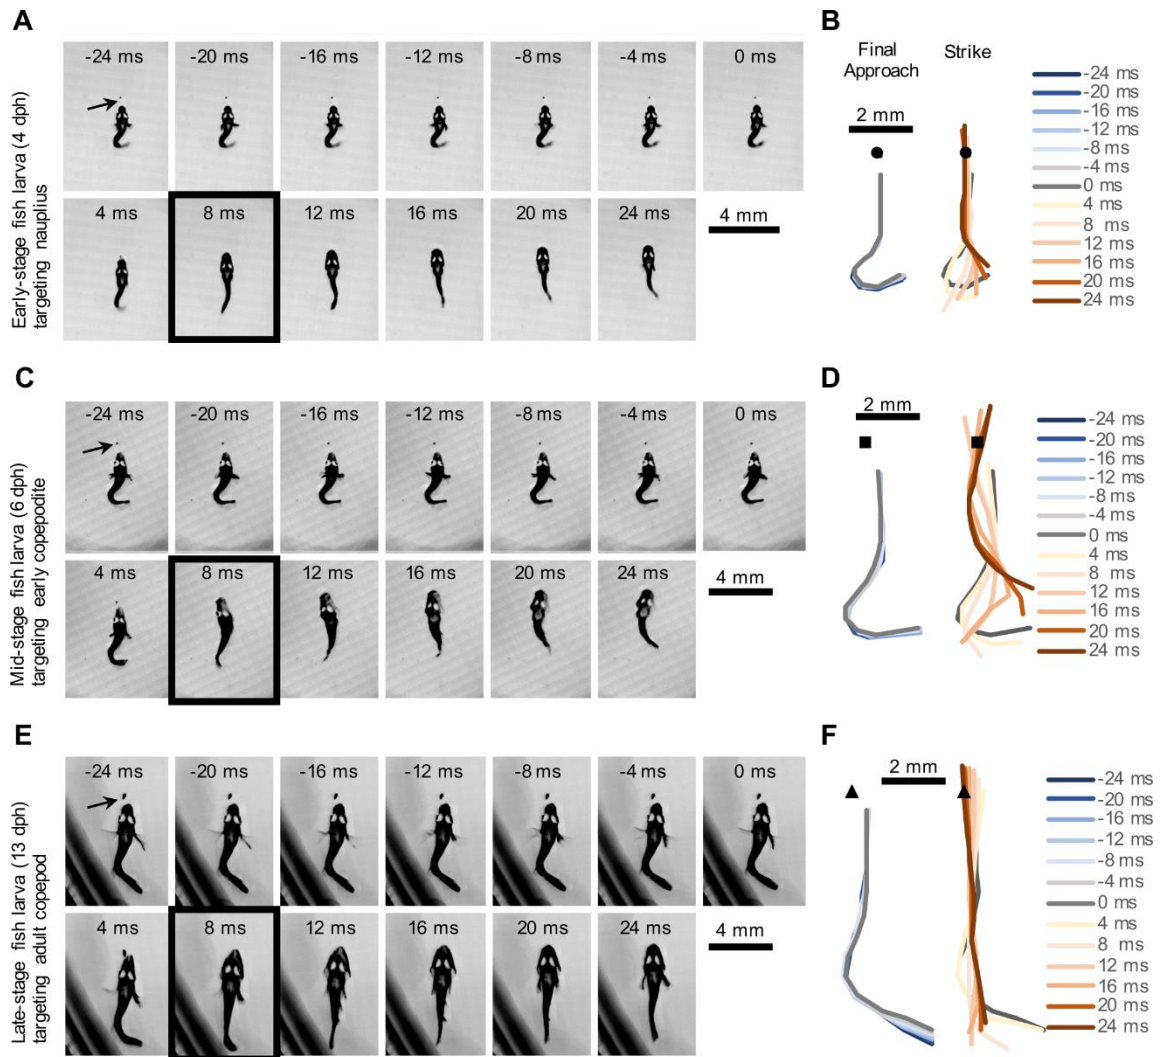 A
-24 ms
-20 ms
-16 ms
-12 ms
-8 ms
-4 ms
0 ms
4 ms
8 ms
12 ms
16 ms
20 ms
24 ms
4 mm
Early-stage fish larva (4 dph)
targeting nauplius
B
Final
Approach
Strike
2 mm
-24 ms
-20 ms
-16 ms
-12 ms
-8 ms
-4 ms
0 ms
4 ms
8 ms
12 ms
16 ms
20 ms
24 ms
C
-24 ms
-20 ms
-16 ms
-12 ms
-8 ms
-4 ms
0 ms
4 ms
8 ms
12 ms
16 ms
20 ms
24 ms
4 mm
Mid-stage fish larva (6 dph)
targeting early copepodite
D
2 mm
-24 ms
-20 ms
-16 ms
-12 ms
-8 ms
-4 ms
0 ms
4 ms
8 ms
12 ms
16 ms
20 ms
24 ms
E
-24 ms
-20 ms
-16 ms
-12 ms
-8 ms
-4 ms
0 ms
4 ms
8 ms
12 ms
16 ms
20 ms
24 ms
4 mm
Late-stage fish larva (13 dph)
targeting adult copepod
F
2 mm
-24 ms
-20 ms
-16 ms
-12 ms
-8 ms
-4 ms
0 ms
4 ms
8 ms
12 ms
16 ms
20 ms
24 ms